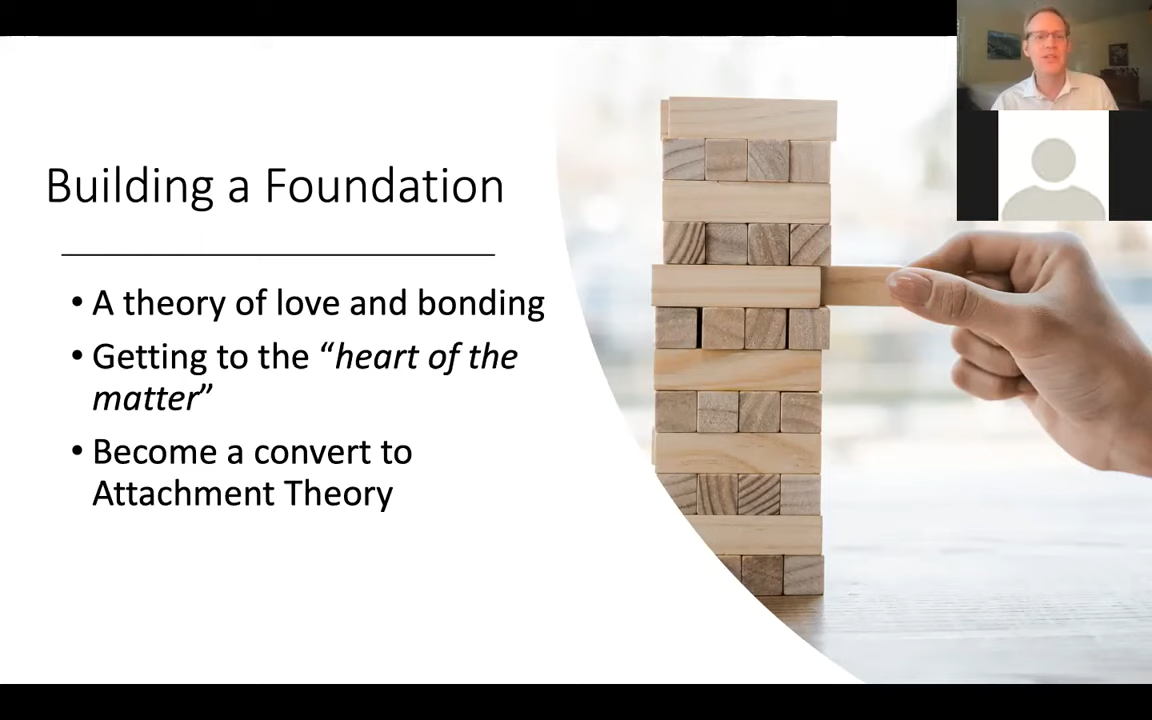 Building a Foundation
• A theory of love and bonding
• Getting to the “heart of the
matter”
• Become a convert to
Attachment Theory